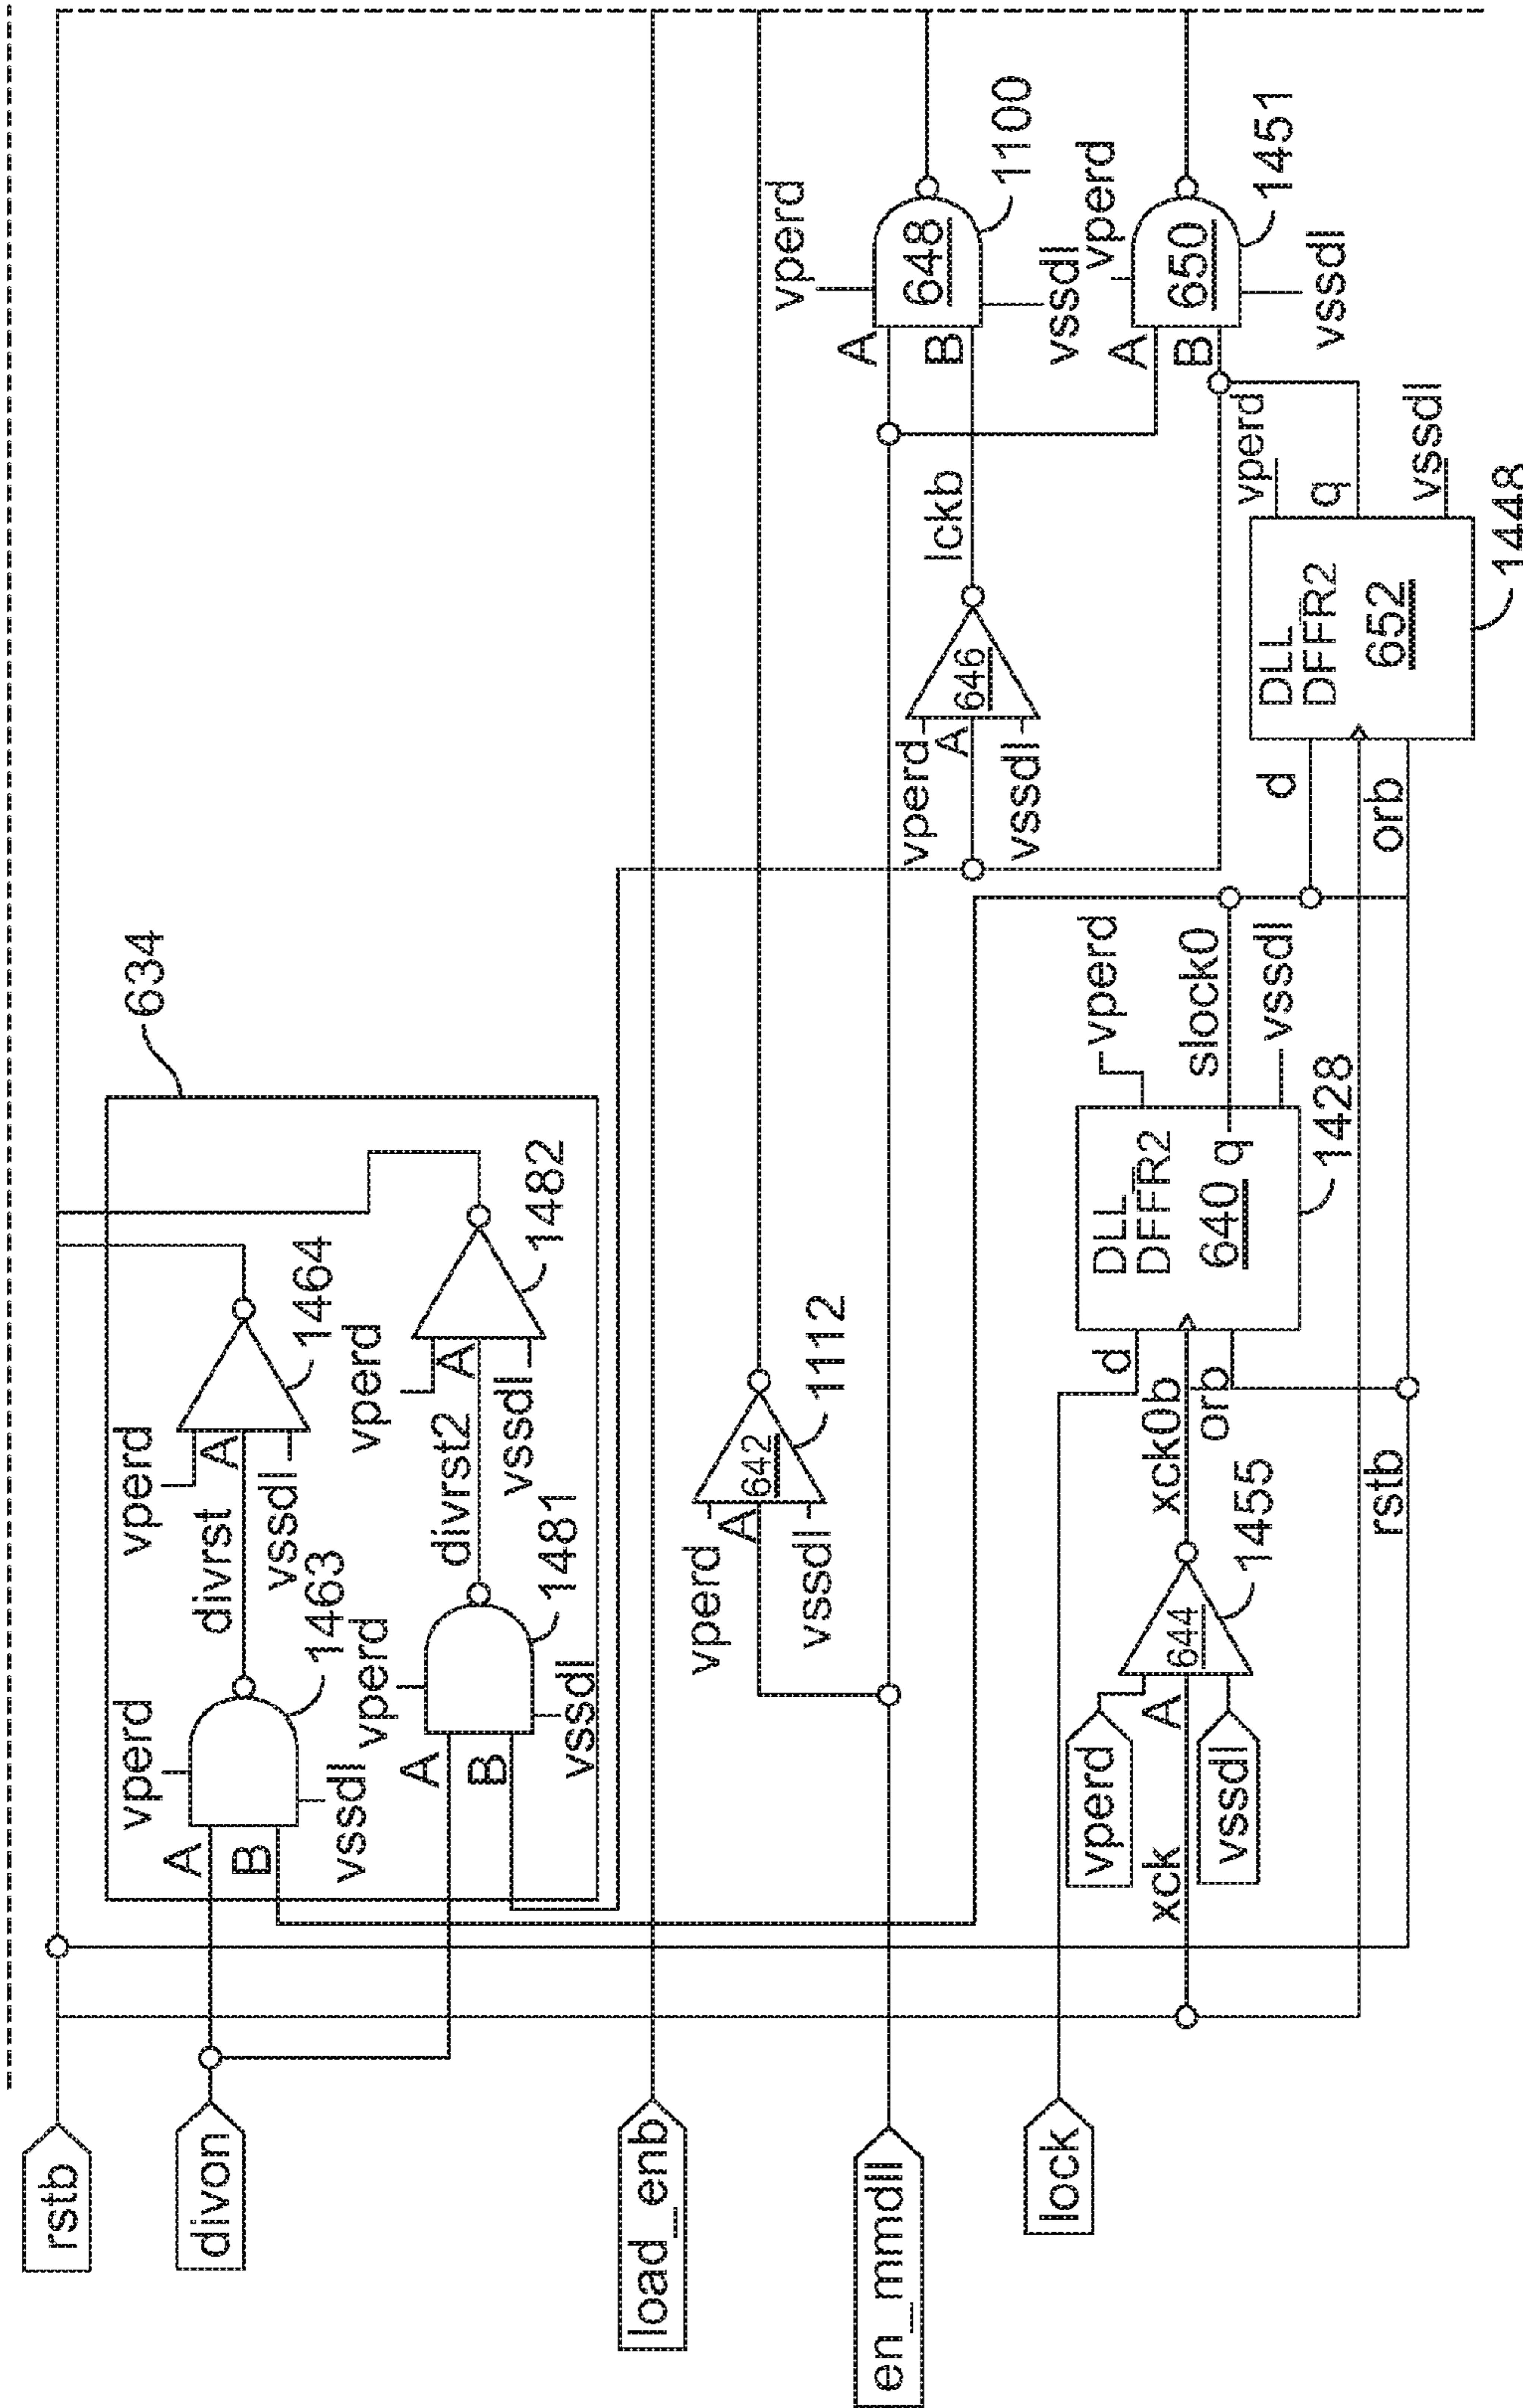 rstb
divon
load_enb
en_mmdll
lock
634
vperd
A
B
vssdl
1463
divrst
vperd
A
vssdl
1464
vperd
A
B
vssdl
1481
divrst2
vperd
A
vssdl
1482
vperd
A
vssdl
642
1112
vperd
A
vssdl
xck
644
1455
xck0b
d
orb
rstb
DLL
DFFR2
640 q
1428
vperd
slock0
vssdl
vperd
A
vssdl
646
lckb
A
B
vperd
648
vssdl
1100
A
B
vperd
650
vssdl
1451
d
orb
DLL
DFFR2
652
1448
vperd
q
vssdl